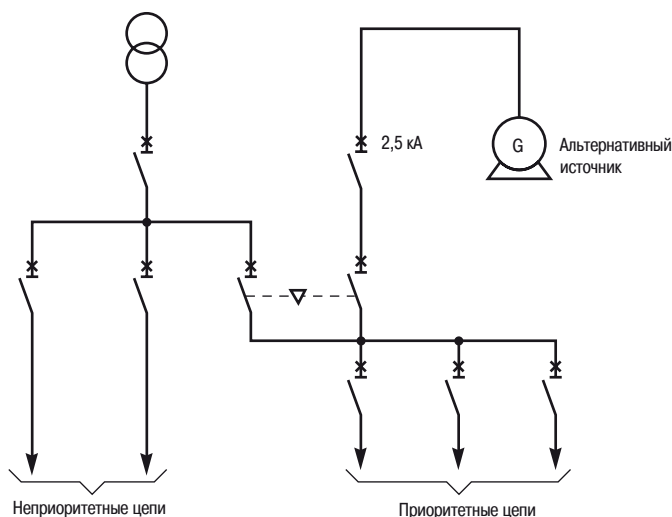 2,5 кА
G
Альтернативный
источник
Неприоритетные цепи
Приоритетные цепи